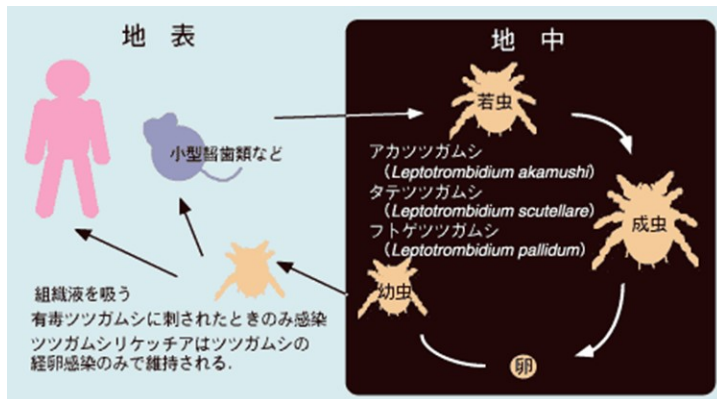 地 表
地 中
若虫
小型齧歯類など
アカツツガムシ
（Leptotrombidium akamushi）
タテツツガムシ
（Leptotrombidium scutellare）
フトゲツツガムシ
（Leptotrombidium pallidum）
成虫
幼虫
卵
組織液を吸う
有毒ツツガムシに刺されたときのみ感染
ツツガムシリケッチアはツツガムシの
経卵感染のみで維持される.